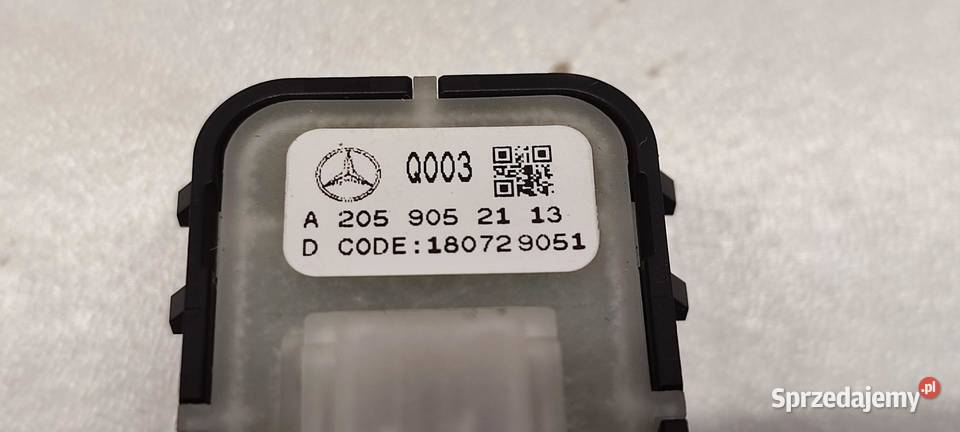 Q003
A 205 905 21 13
D CODE:180729051
Sprzedajemy.pl